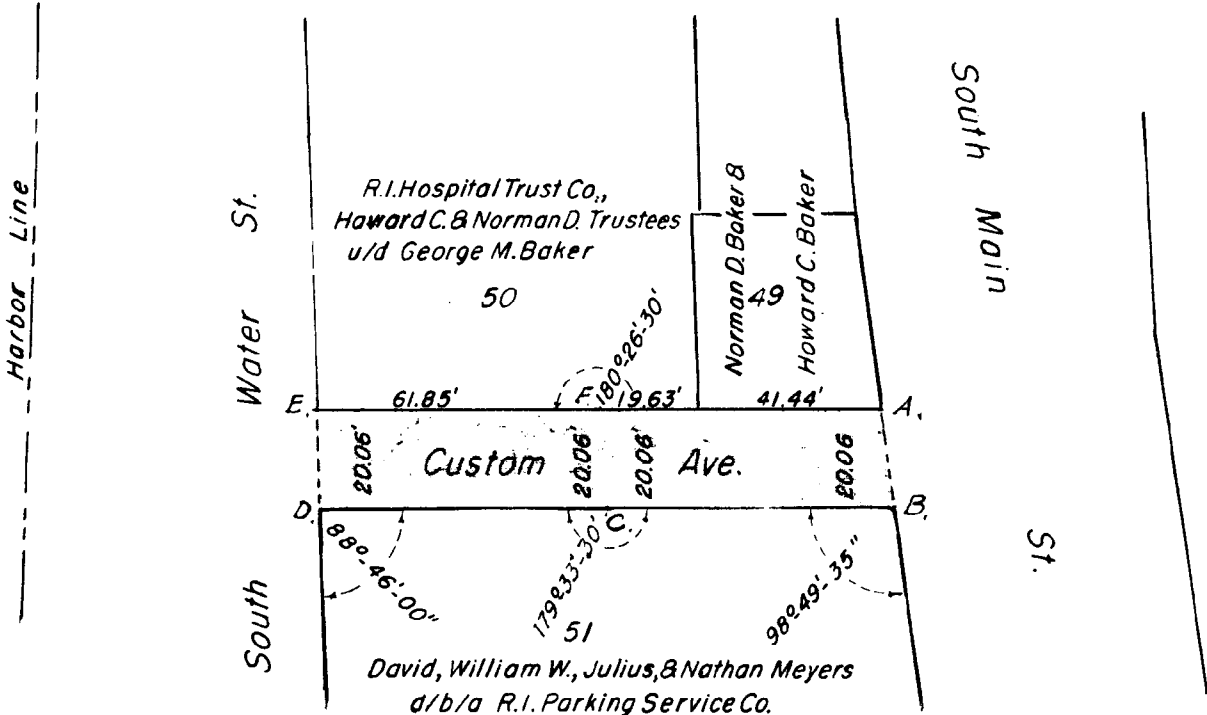 Harbor Line
South Water St.
R.I. Hospital Trust Co.,
Haward C. & Norman D. Trustees
u/d George M. Baker
50
Norman D. Baker &
Howard C. Baker
49
South Main St.
180°-26'-30'
E. 61.85' F. 19.63' 41.44' A.
20.06' 20.06' 20.06' 20.06
Custom Ave.
D. C. B.
88°-46'-00"
179°33'-30'
98°-49'-35"
51
David, William W., Julius, & Nathan Meyers
d/b/a R.I. Parking Service Co.